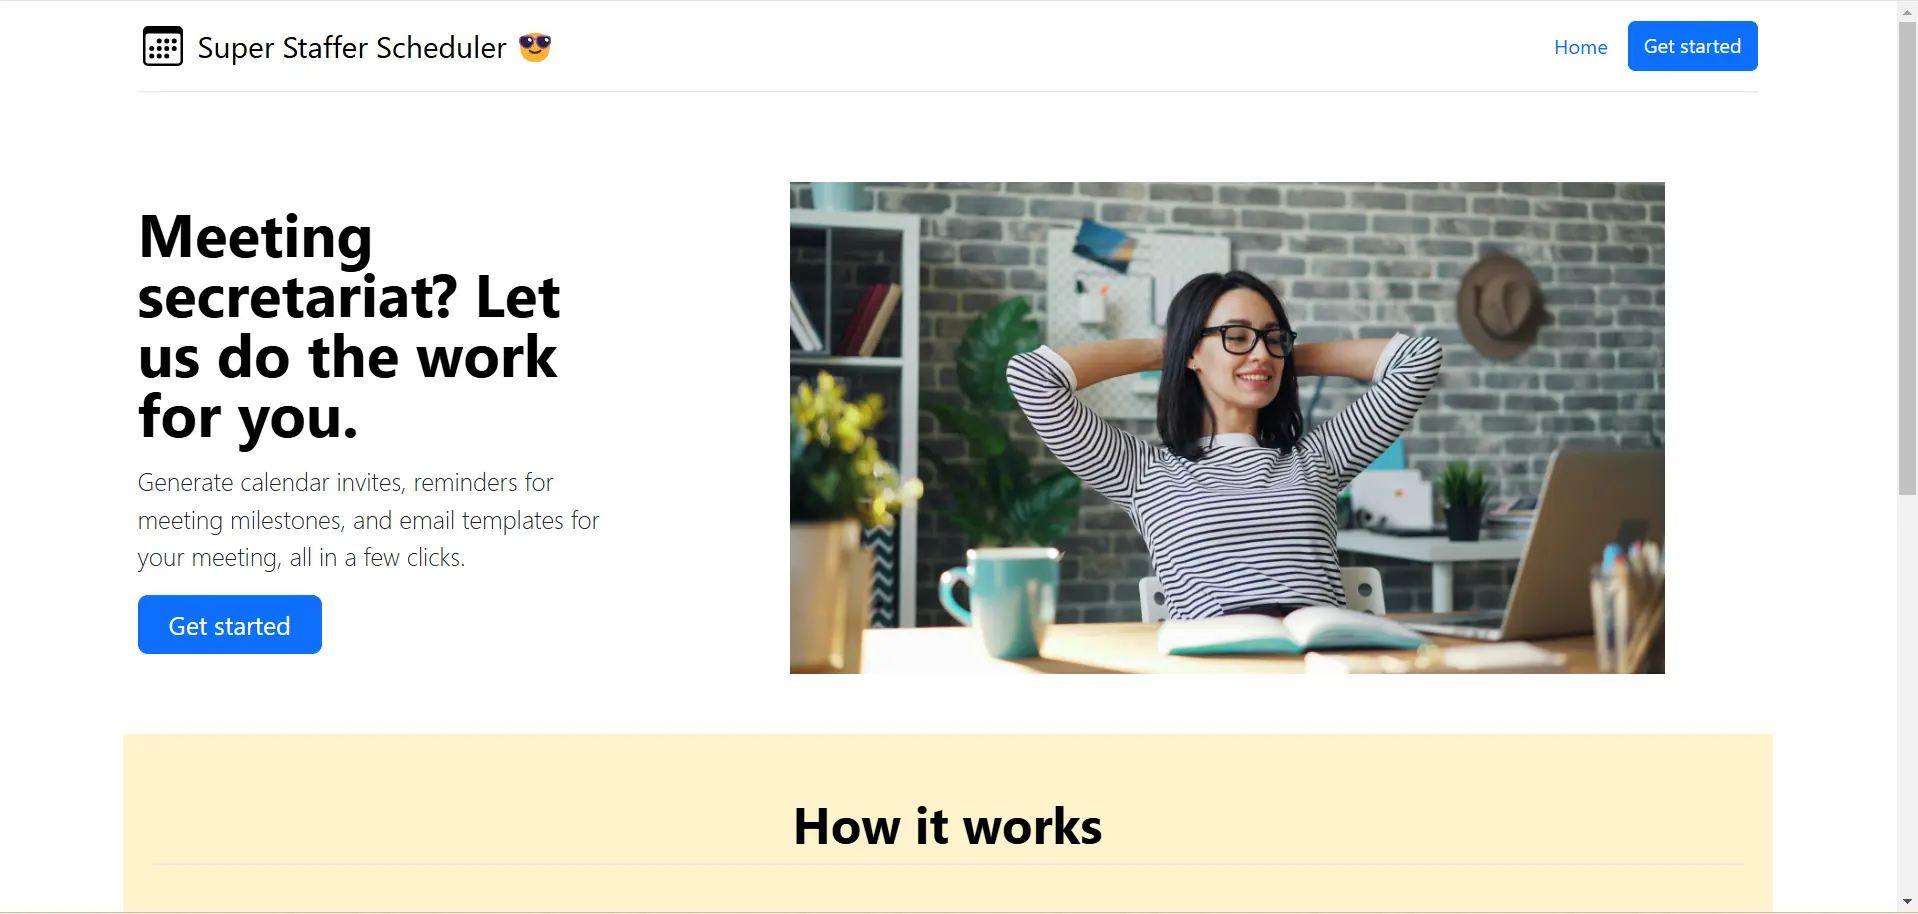 Super Staffer Scheduler 😎
Home
Get started
Meeting
secretariat? Let
us do the work
for you.
Generate calendar invites, reminders for
meeting milestones, and email templates for
your meeting, all in a few clicks.
Get started
How it works